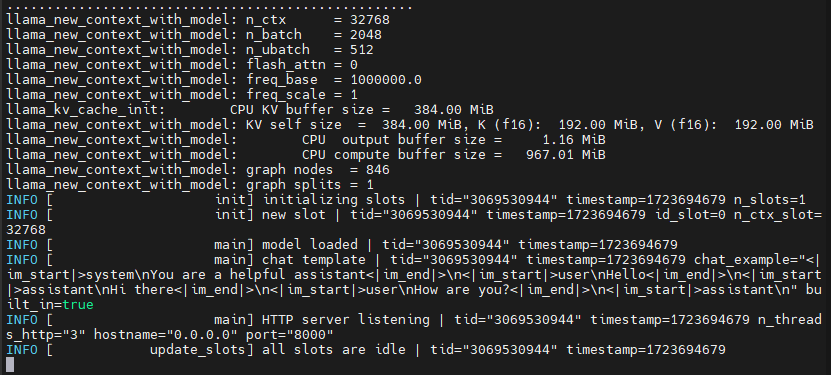 ...................................................
llama_new_context_with_model: n_ctx      = 32768
llama_new_context_with_model: n_batch    = 2048
llama_new_context_with_model: n_ubatch   = 512
llama_new_context_with_model: flash_attn = 0
llama_new_context_with_model: freq_base  = 1000000.0
llama_new_context_with_model: freq_scale = 1
llama_kv_cache_init:        CPU KV buffer size =   384.00 MiB
llama_new_context_with_model: KV self size  =  384.00 MiB, K (f16):  192.00 MiB, V (f16):  192.00 MiB
llama_new_context_with_model:        CPU  output buffer size =     1.16 MiB
llama_new_context_with_model:        CPU compute buffer size =   967.01 MiB
llama_new_context_with_model: graph nodes  = 846
llama_new_context_with_model: graph splits = 1
INFO [                    init] initializing slots | tid="3069530944" timestamp=1723694679 n_slots=1
INFO [                    init] new slot | tid="3069530944" timestamp=1723694679 id_slot=0 n_ctx_slot=
32768
INFO [                    main] model loaded | tid="3069530944" timestamp=1723694679
INFO [                    main] chat template | tid="3069530944" timestamp=1723694679 chat_example="<|
im_start|>system\nYou are a helpful assistant<|im_end|>\n<|im_start|>user\nHello<|im_end|>\n<|im_start
|>assistant\nHi there<|im_end|>\n<|im_start|>user\nHow are you?<|im_end|>\n<|im_start|>assistant\n" bu
ilt_in=true
INFO [                    main] HTTP server listening | tid="3069530944" timestamp=1723694679 n_thread
s_http="3" hostname="0.0.0.0" port="8000"
INFO [            update_slots] all slots are idle | tid="3069530944" timestamp=1723694679